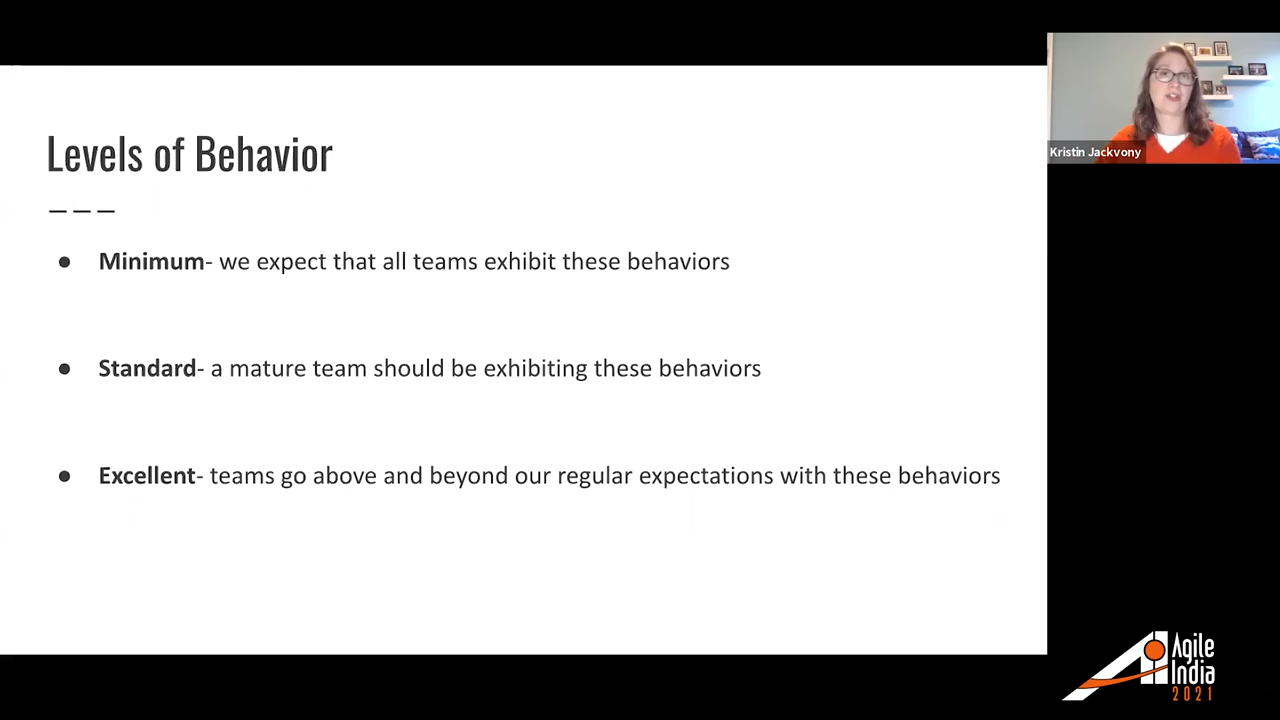 Levels of Behavior
● Minimum- we expect that all teams exhibit these behaviors
● Standard- a mature team should be exhibiting these behaviors
● Excellent- teams go above and beyond our regular expectations with these behaviors
Kristin Jackvony
Agile
India
2021